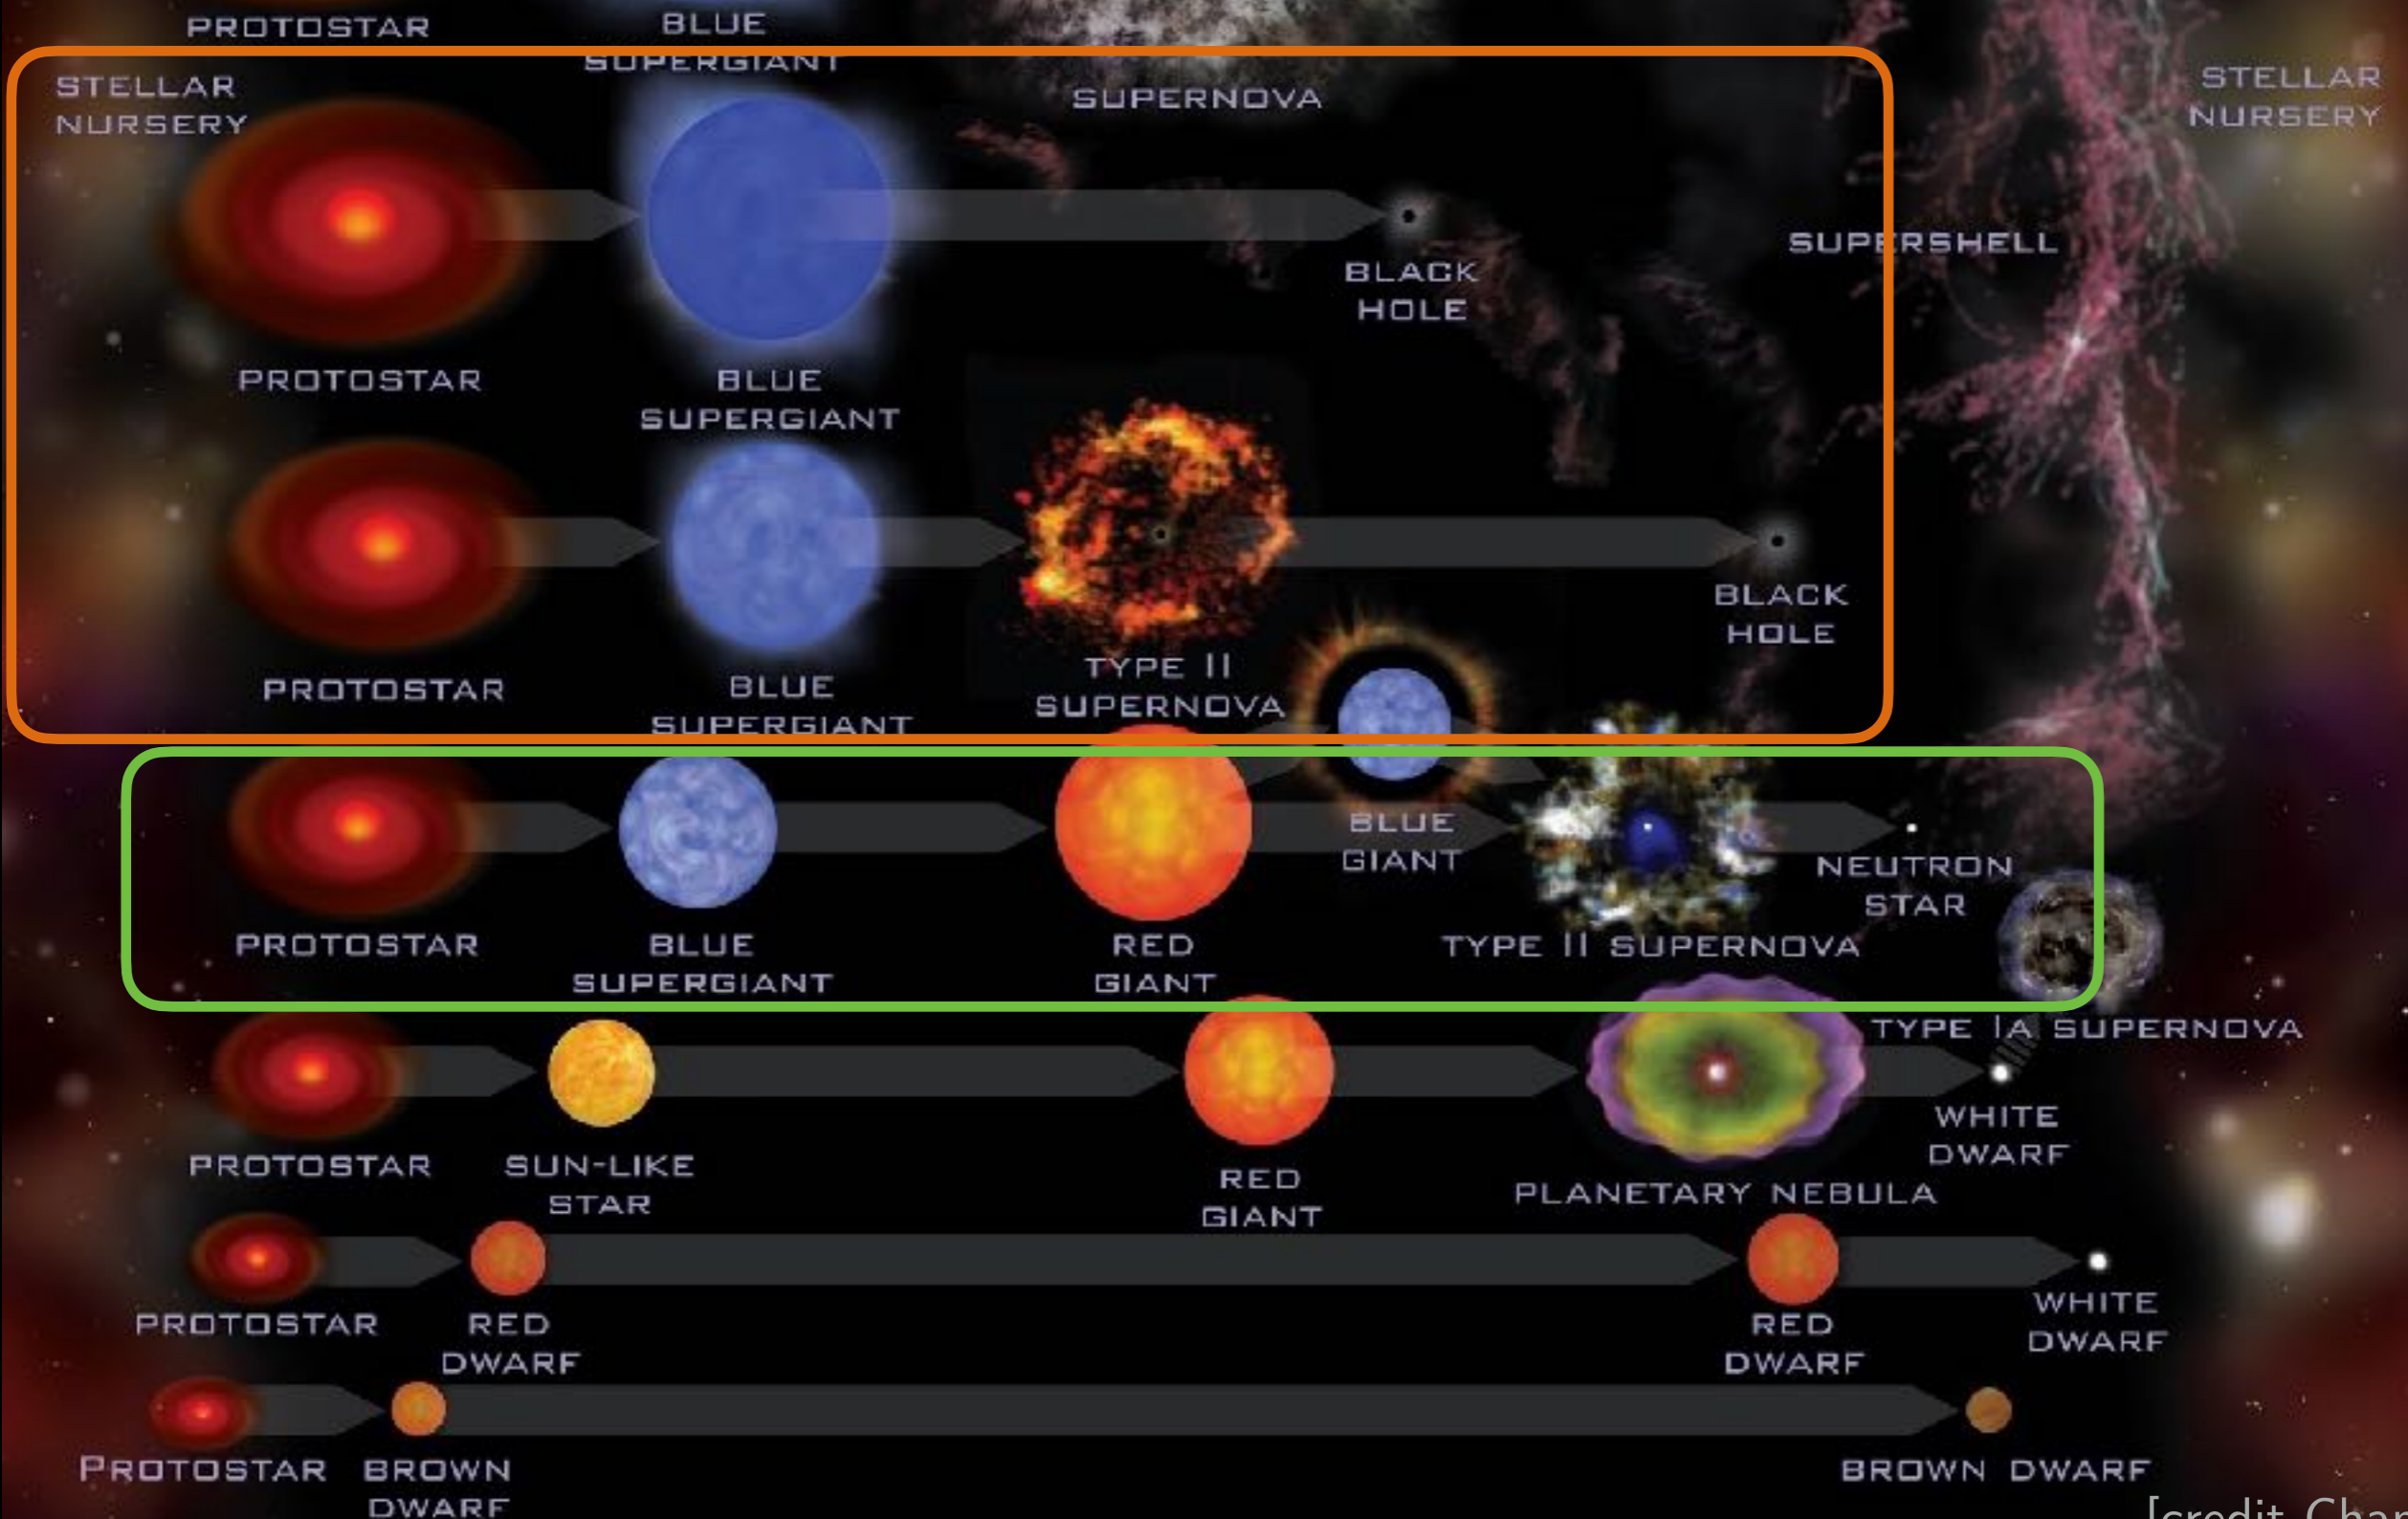 PROTOSTAR
BLUE
SUPERGIANT
SUPERNOVA
STELLAR
NURSERY
STELLAR
NURSERY
SUPERSHELL
BLACK
HOLE
PROTOSTAR
BLUE
SUPERGIANT
BLACK
HOLE
PROTOSTAR
BLUE
SUPERGIANT
TYPE II
SUPERNOVA
BLUE
GIANT
NEUTRON
STAR
PROTOSTAR
BLUE
SUPERGIANT
RED
GIANT
TYPE II SUPERNOVA
TYPE IA SUPERNOVA
WHITE
DWARF
PROTOSTAR
SUN-LIKE
STAR
RED
GIANT
PLANETARY NEBULA
PROTOSTAR
RED
DWARF
RED
DWARF
WHITE
DWARF
PROTOSTAR
BROWN
DWARF
BROWN DWARF
[credit